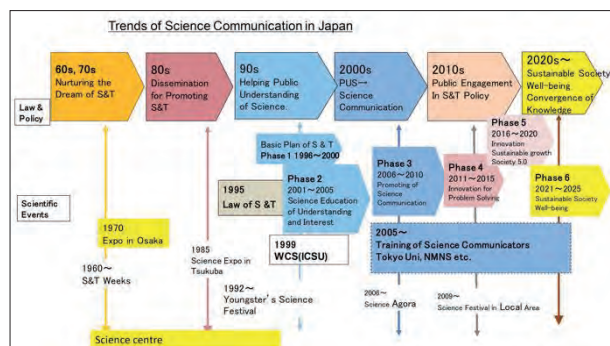 Trends of Science Communication in Japan
Law &
Policy
60s, 70s
Nurturing the
Dream of S&T
80s
Dissemination
for Promoting
S&T
90s
Helping Public
Understanding
of Science.
2000s
PUS→
Science
Communication
2010s
Public Engagement
In S&T Policy
2020s～
Sustainable Society
Well-being
Convergence of
Knowledge
Basic Plan of S & T
Phase 1 1996～2000
Phase 5
2016～2020
Innovation
Sustainable growth
Society 5.0
Scientific
Events
1995
Law of S &T
Phase 2
2001～2005
Science Education
of Understanding
and Interest
Phase 3
2006～2010
Promoting of
Science
Communication
Phase 4
2011～2015
Innovation for
Problem Solving
Phase 6
2021～2025
Sustainable Society
Well-being
1970
Expo in Osaka
1960～
S&T Weeks
1985
Science Expo in
Tsukuba
1999
WCS(ICSU)
1992～
Youngster's Science
Festival
2005～
Training of Science Communicators
Tokyo Uni, NMNS etc.
2006～
Science Agora
2009～
Science Festival in Local Area
Science centre